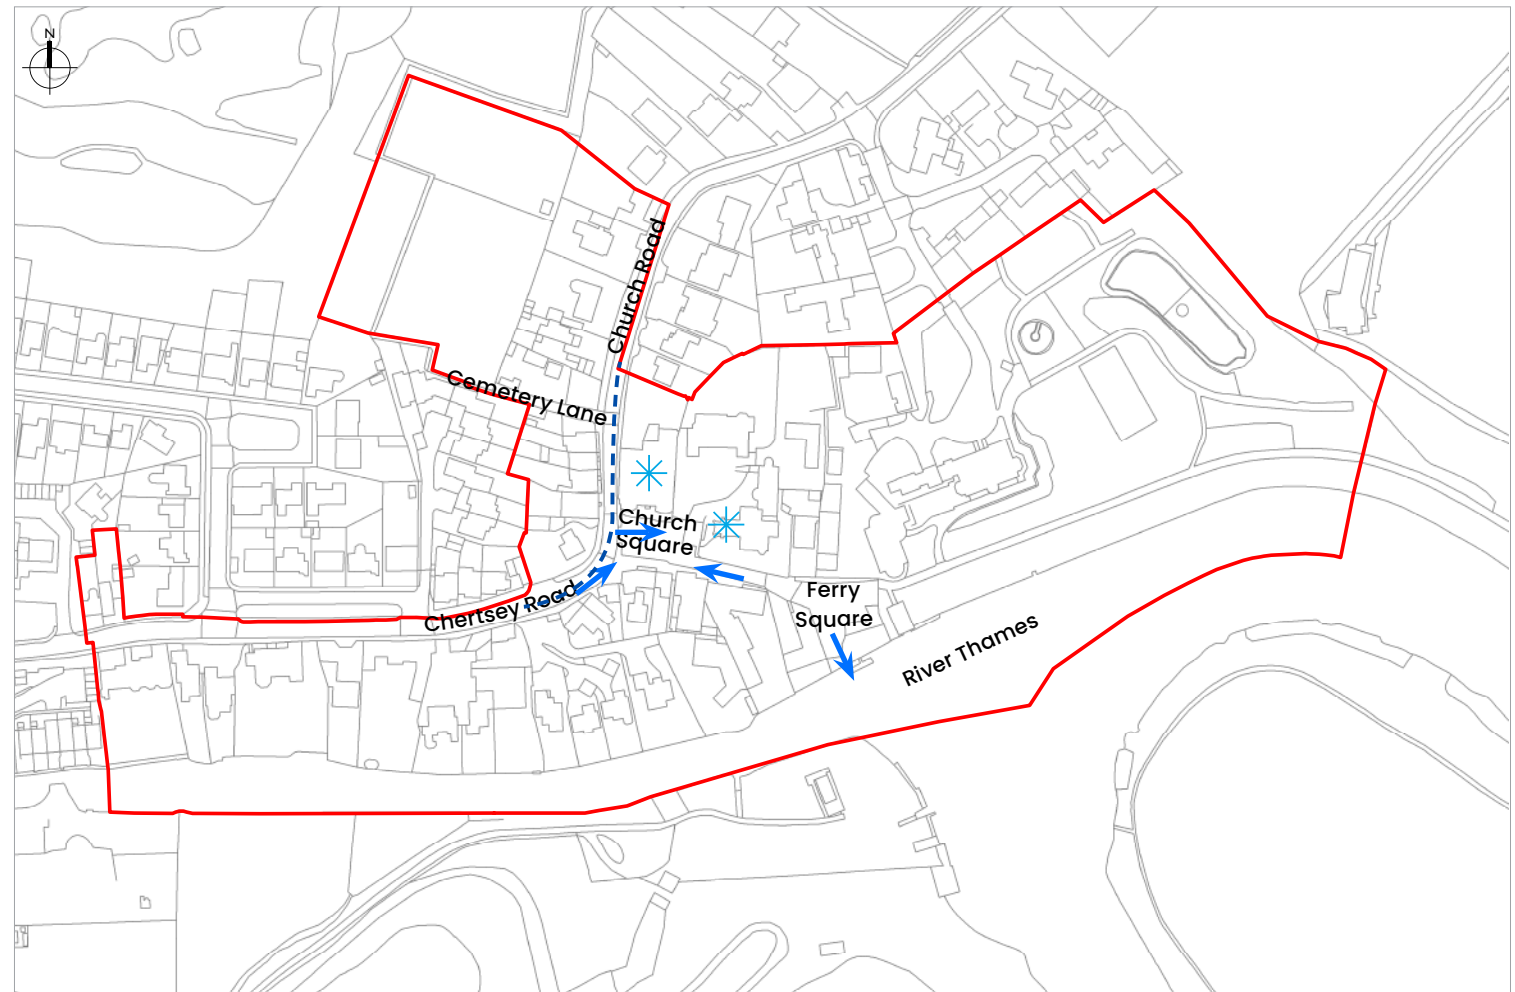 N
Church Road
Cemetery Lane
Church
Square
Chertsey Road
Ferry
Square
River Thames